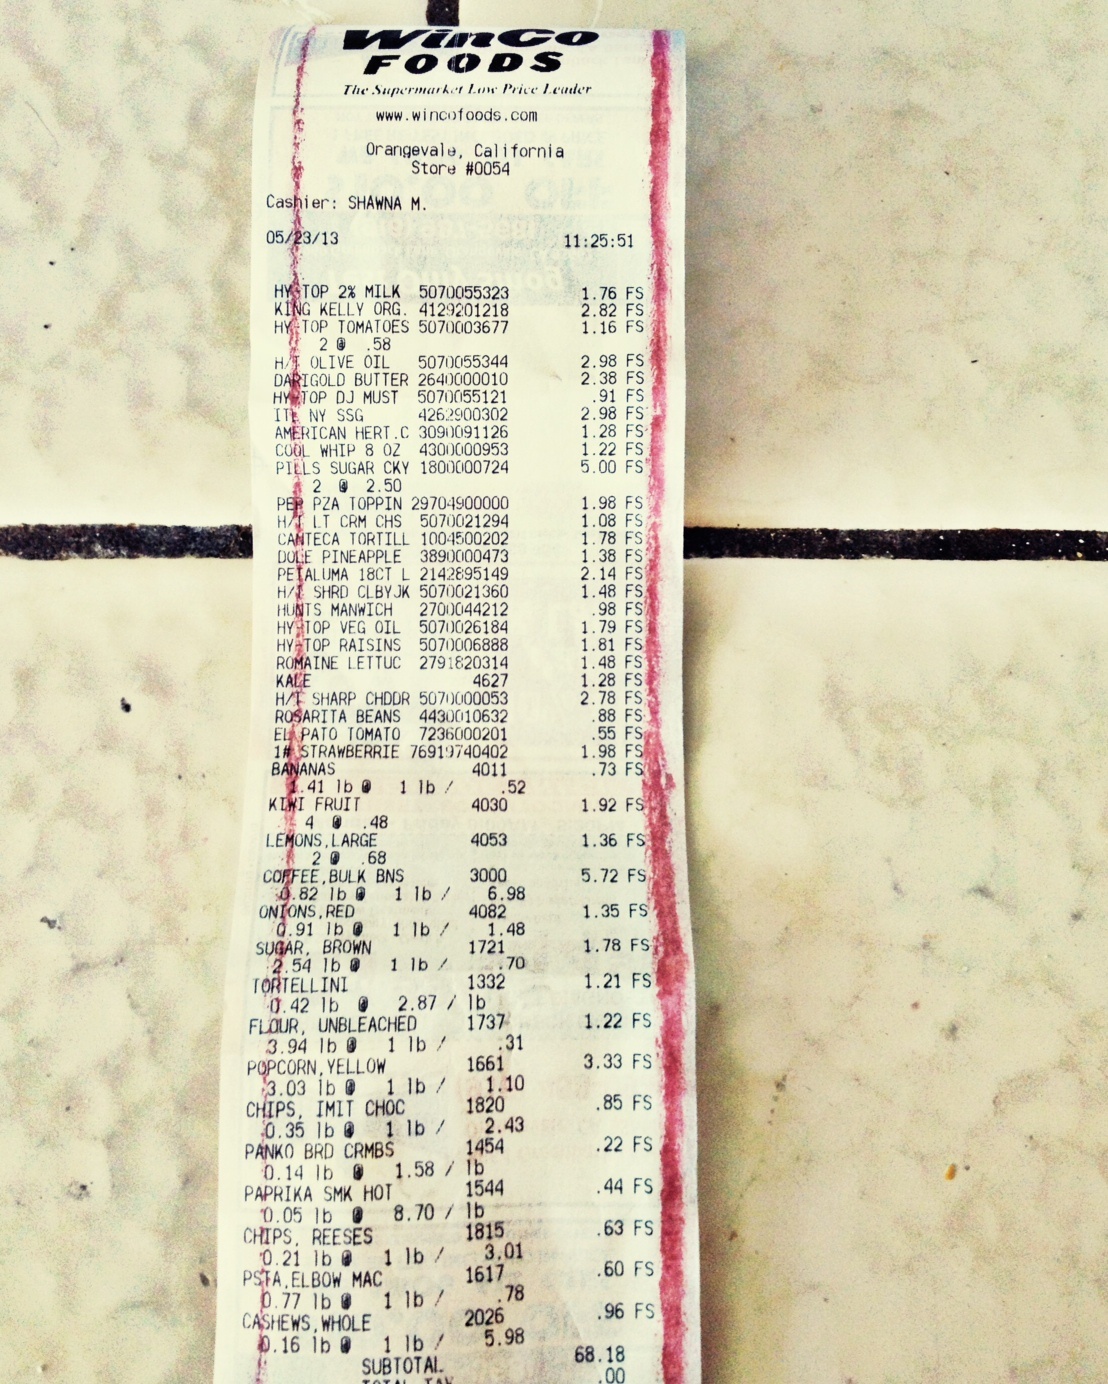 WinCo
FOODS
The Supermarket Low Price Leader
www.wincofoods.com
Orangevale, California
Store #0054
Cashier: SHAWNA M.
05/23/13 11:25:51
HY-TOP 2% MILK 5070055323 1.76 FS
KING KELLY ORG. 4129201218 2.82 FS
HY-TOP TOMATOES 5070003677 1.16 FS
2 @ .58
H/T OLIVE OIL 5070055344 2.98 FS
DARIGOLD BUTTER 2640000010 2.38 FS
HY-TOP DJ MUST 5070055121 .91 FS
ITL NY SSG 4262900302 2.98 FS
AMERICAN HERT.C 3090091126 1.28 FS
COOL WHIP 8 OZ 4300000953 1.22 FS
PILLS SUGAR CKY 1800000724 5.00 FS
2 @ 2.50
PEP PZA TOPPIN 29704900000 1.98 FS
H/T LT CRM CHS 5070021294 1.08 FS
CANTECA TORTILL 1004500202 1.78 FS
DOLE PINEAPPLE 3890000473 1.38 FS
PETALUMA 18CT L 2142895149 2.14 FS
H/T SHRD CLBYJK 5070021360 1.48 FS
HUNTS MANWICH 2700044212 .98 FS
HY-TOP VEG OIL 5070026184 1.79 FS
HY-TOP RAISINS 5070006888 1.81 FS
ROMAINE LETTUC 2791820314 1.48 FS
KALE 4627 1.28 FS
H/T SHARP CHDDR 5070000053 2.78 FS
ROSARITA BEANS 4430010632 .88 FS
EL PATO TOMATO 7236000201 .55 FS
1# STRAWBERRIE 76919740402 1.98 FS
BANANAS 4011 .73 FS
1.41 lb @ 1 lb / .52
KIWI FRUIT 4030 1.92 FS
4 @ .48
LEMONS,LARGE 4053 1.36 FS
2 @ .68
COFFEE,BULK BNS 3000 5.72 FS
0.82 lb @ 1 lb / 6.98
ONIONS,RED 4082 1.35 FS
0.91 lb @ 1 lb / 1.48
SUGAR, BROWN 1721 1.78 FS
2.54 lb @ 1 lb / .70
TORTELLINI 1332 1.21 FS
0.42 lb @ 2.87 / lb
FLOUR, UNBLEACHED 1737 1.22 FS
3.94 lb @ 1 lb / .31
POPCORN,YELLOW 1661 3.33 FS
3.03 lb @ 1 lb / 1.10
CHIPS, IMIT CHOC 1820 .85 FS
0.35 lb @ 1 lb / 2.43
PANKO BRD CRMBS 1454 .22 FS
0.14 lb @ 1.58 / lb
PAPRIKA SMK HOT 1544 .44 FS
0.05 lb @ 8.70 / lb
CHIPS, REESES 1815 .63 FS
0.21 lb @ 1 lb / 3.01
PSTA,ELBOW MAC 1617 .60 FS
0.77 lb @ 1 lb / .78
CASHEWS,WHOLE 2026 .96 FS
0.16 lb @ 1 lb / 5.98
SUBTOTAL 68.18
TOTAL TAX .00